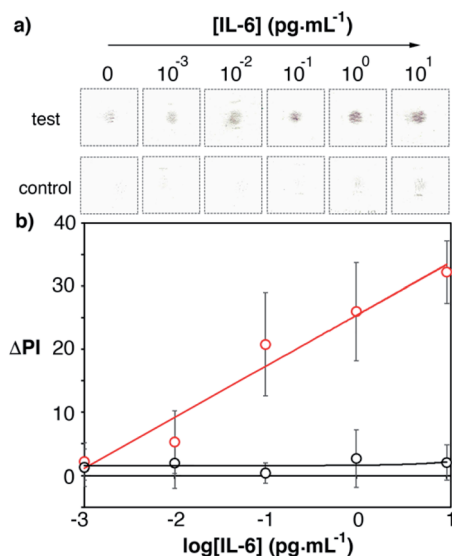 a)
[IL-6] (pg·mL⁻¹)
0 10⁻³ 10⁻² 10⁻¹ 10⁰ 10¹
test
control
b)
40
30
ΔPI
20
10
0
-3 -2 -1 0 1
log[IL-6] (pg·mL⁻¹)